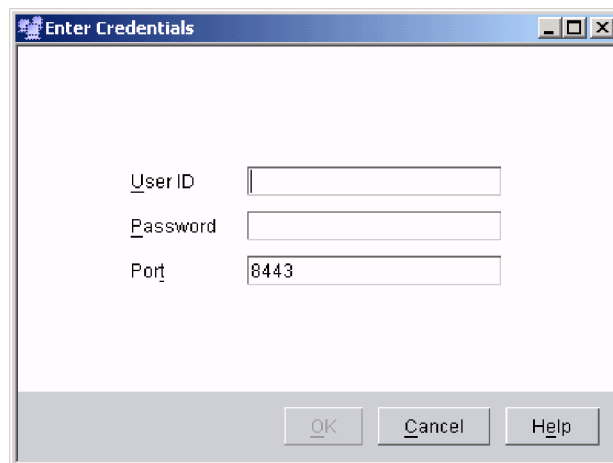 Enter Credentials
User ID
Password
Port 8443
OK Cancel Help